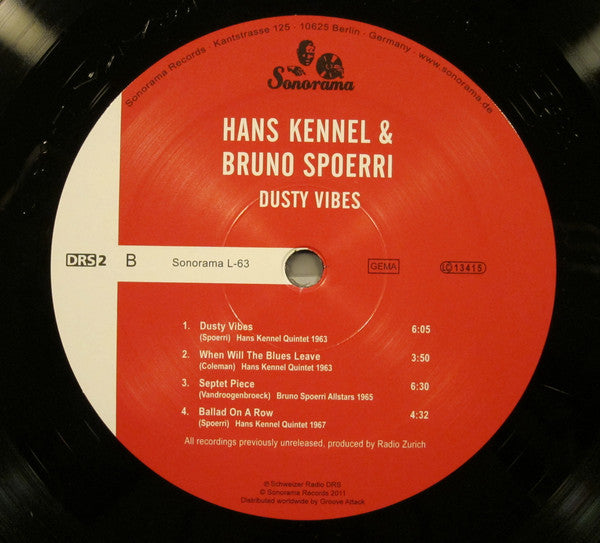 Sonorama Records · Kantstrasse 125 · 10625 Berlin · Germany · www.sonorama.de
Sonorama
HANS KENNEL &
BRUNO SPOERRI
DUSTY VIBES
DRS2 B Sonorama L-63 GEMA LC 13415
1. Dusty Vibes 6:05
(Spoerri) Hans Kennel Quintet 1963
2. When Will The Blues Leave 3:50
(Coleman) Hans Kennel Quintet 1963
3. Septet Piece 6:30
(Vandroogenbroeck) Bruno Spoerri Allstars 1965
4. Ballad On A Row 4:32
(Spoerri) Hans Kennel Quintet 1967
All recordings previously unreleased, produced by Radio Zurich
℗ Schweizer Radio DRS
© Sonorama Records 2011
Distributed worldwide by Groove Attack